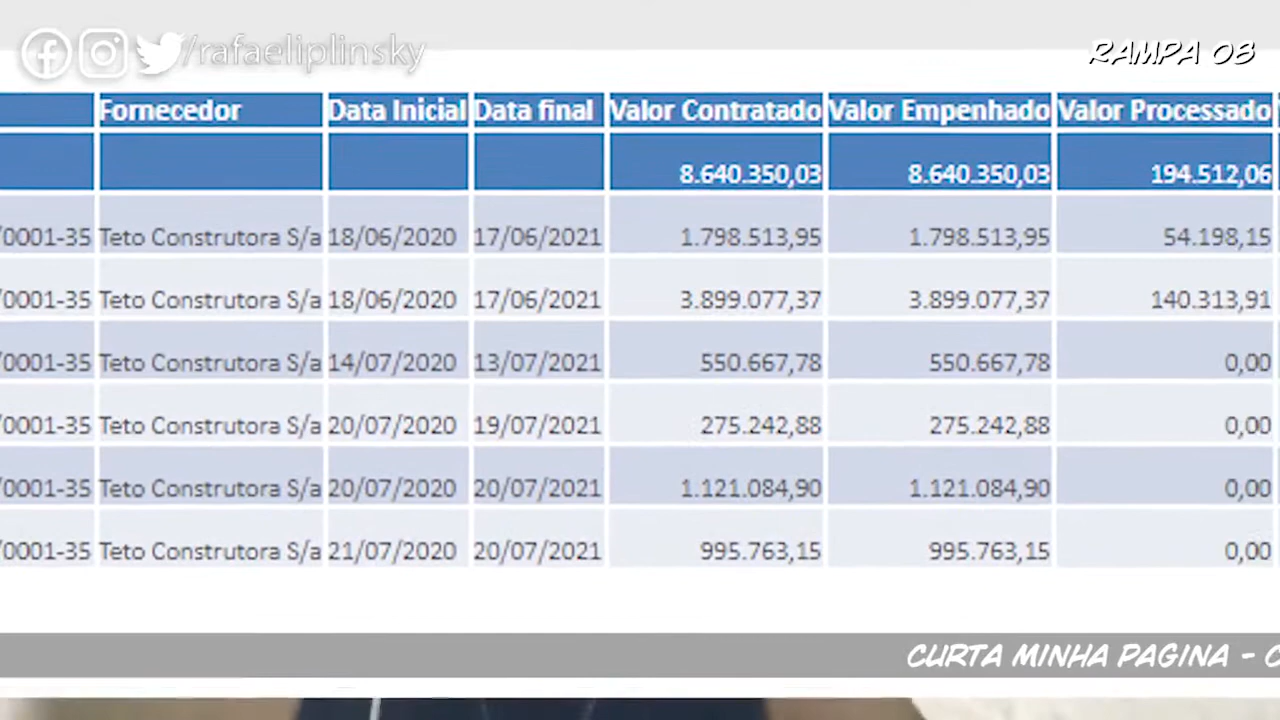 /rafaeliplinsky
RAMPA 08
Fornecedor Data Inicial Data final Valor Contratado Valor Empenhado Valor Processado
8.640.350,03 8.640.350,03 194.512,06
/0001-35 Teto Construtora S/a 18/06/2020 17/06/2021 1.798.513,95 1.798.513,95 54.198,15
/0001-35 Teto Construtora S/a 18/06/2020 17/06/2021 3.899.077,37 3.899.077,37 140.313,91
/0001-35 Teto Construtora S/a 14/07/2020 13/07/2021 550.667,78 550.667,78 0,00
/0001-35 Teto Construtora S/a 20/07/2020 19/07/2021 275.242,88 275.242,88 0,00
/0001-35 Teto Construtora S/a 20/07/2020 20/07/2021 1.121.084,90 1.121.084,90 0,00
/0001-35 Teto Construtora S/a 21/07/2020 20/07/2021 995.763,15 995.763,15 0,00
CURTA MINHA PAGINA - C